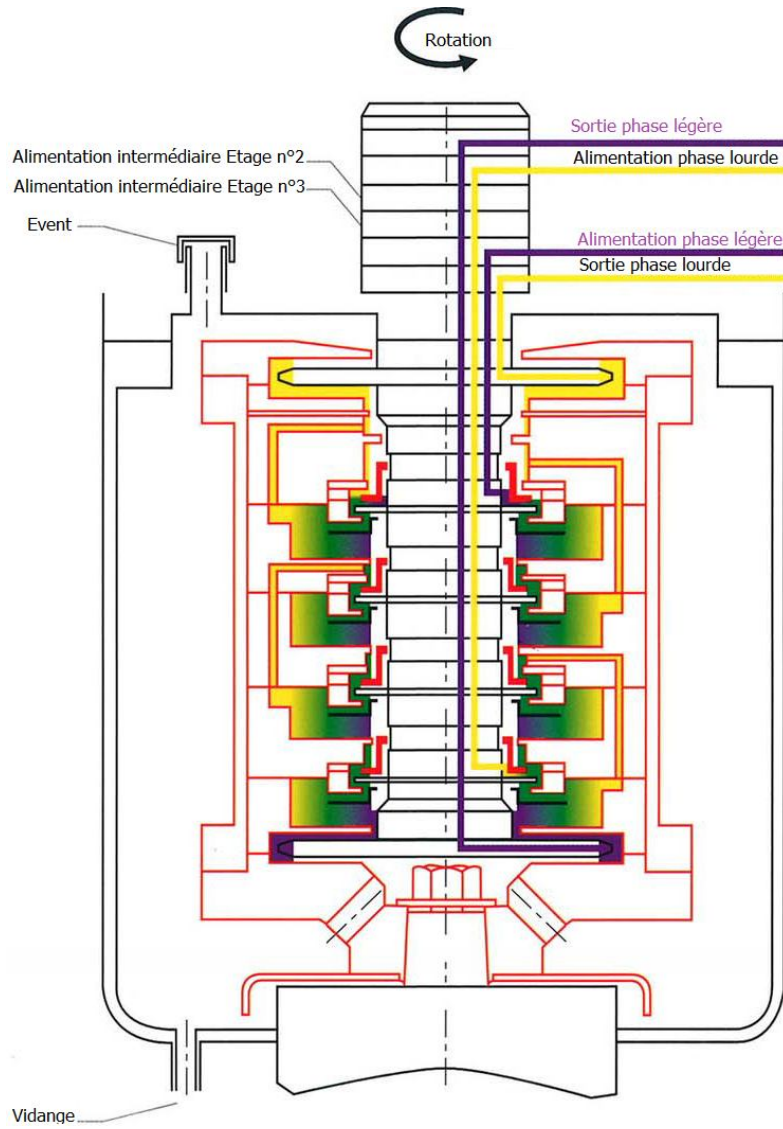 Rotation
Sortie phase légère
Alimentation phase lourde
Alimentation intermédiaire Etage n°2
Alimentation intermédiaire Etage n°3
Event
Alimentation phase légère
Sortie phase lourde
Vidange